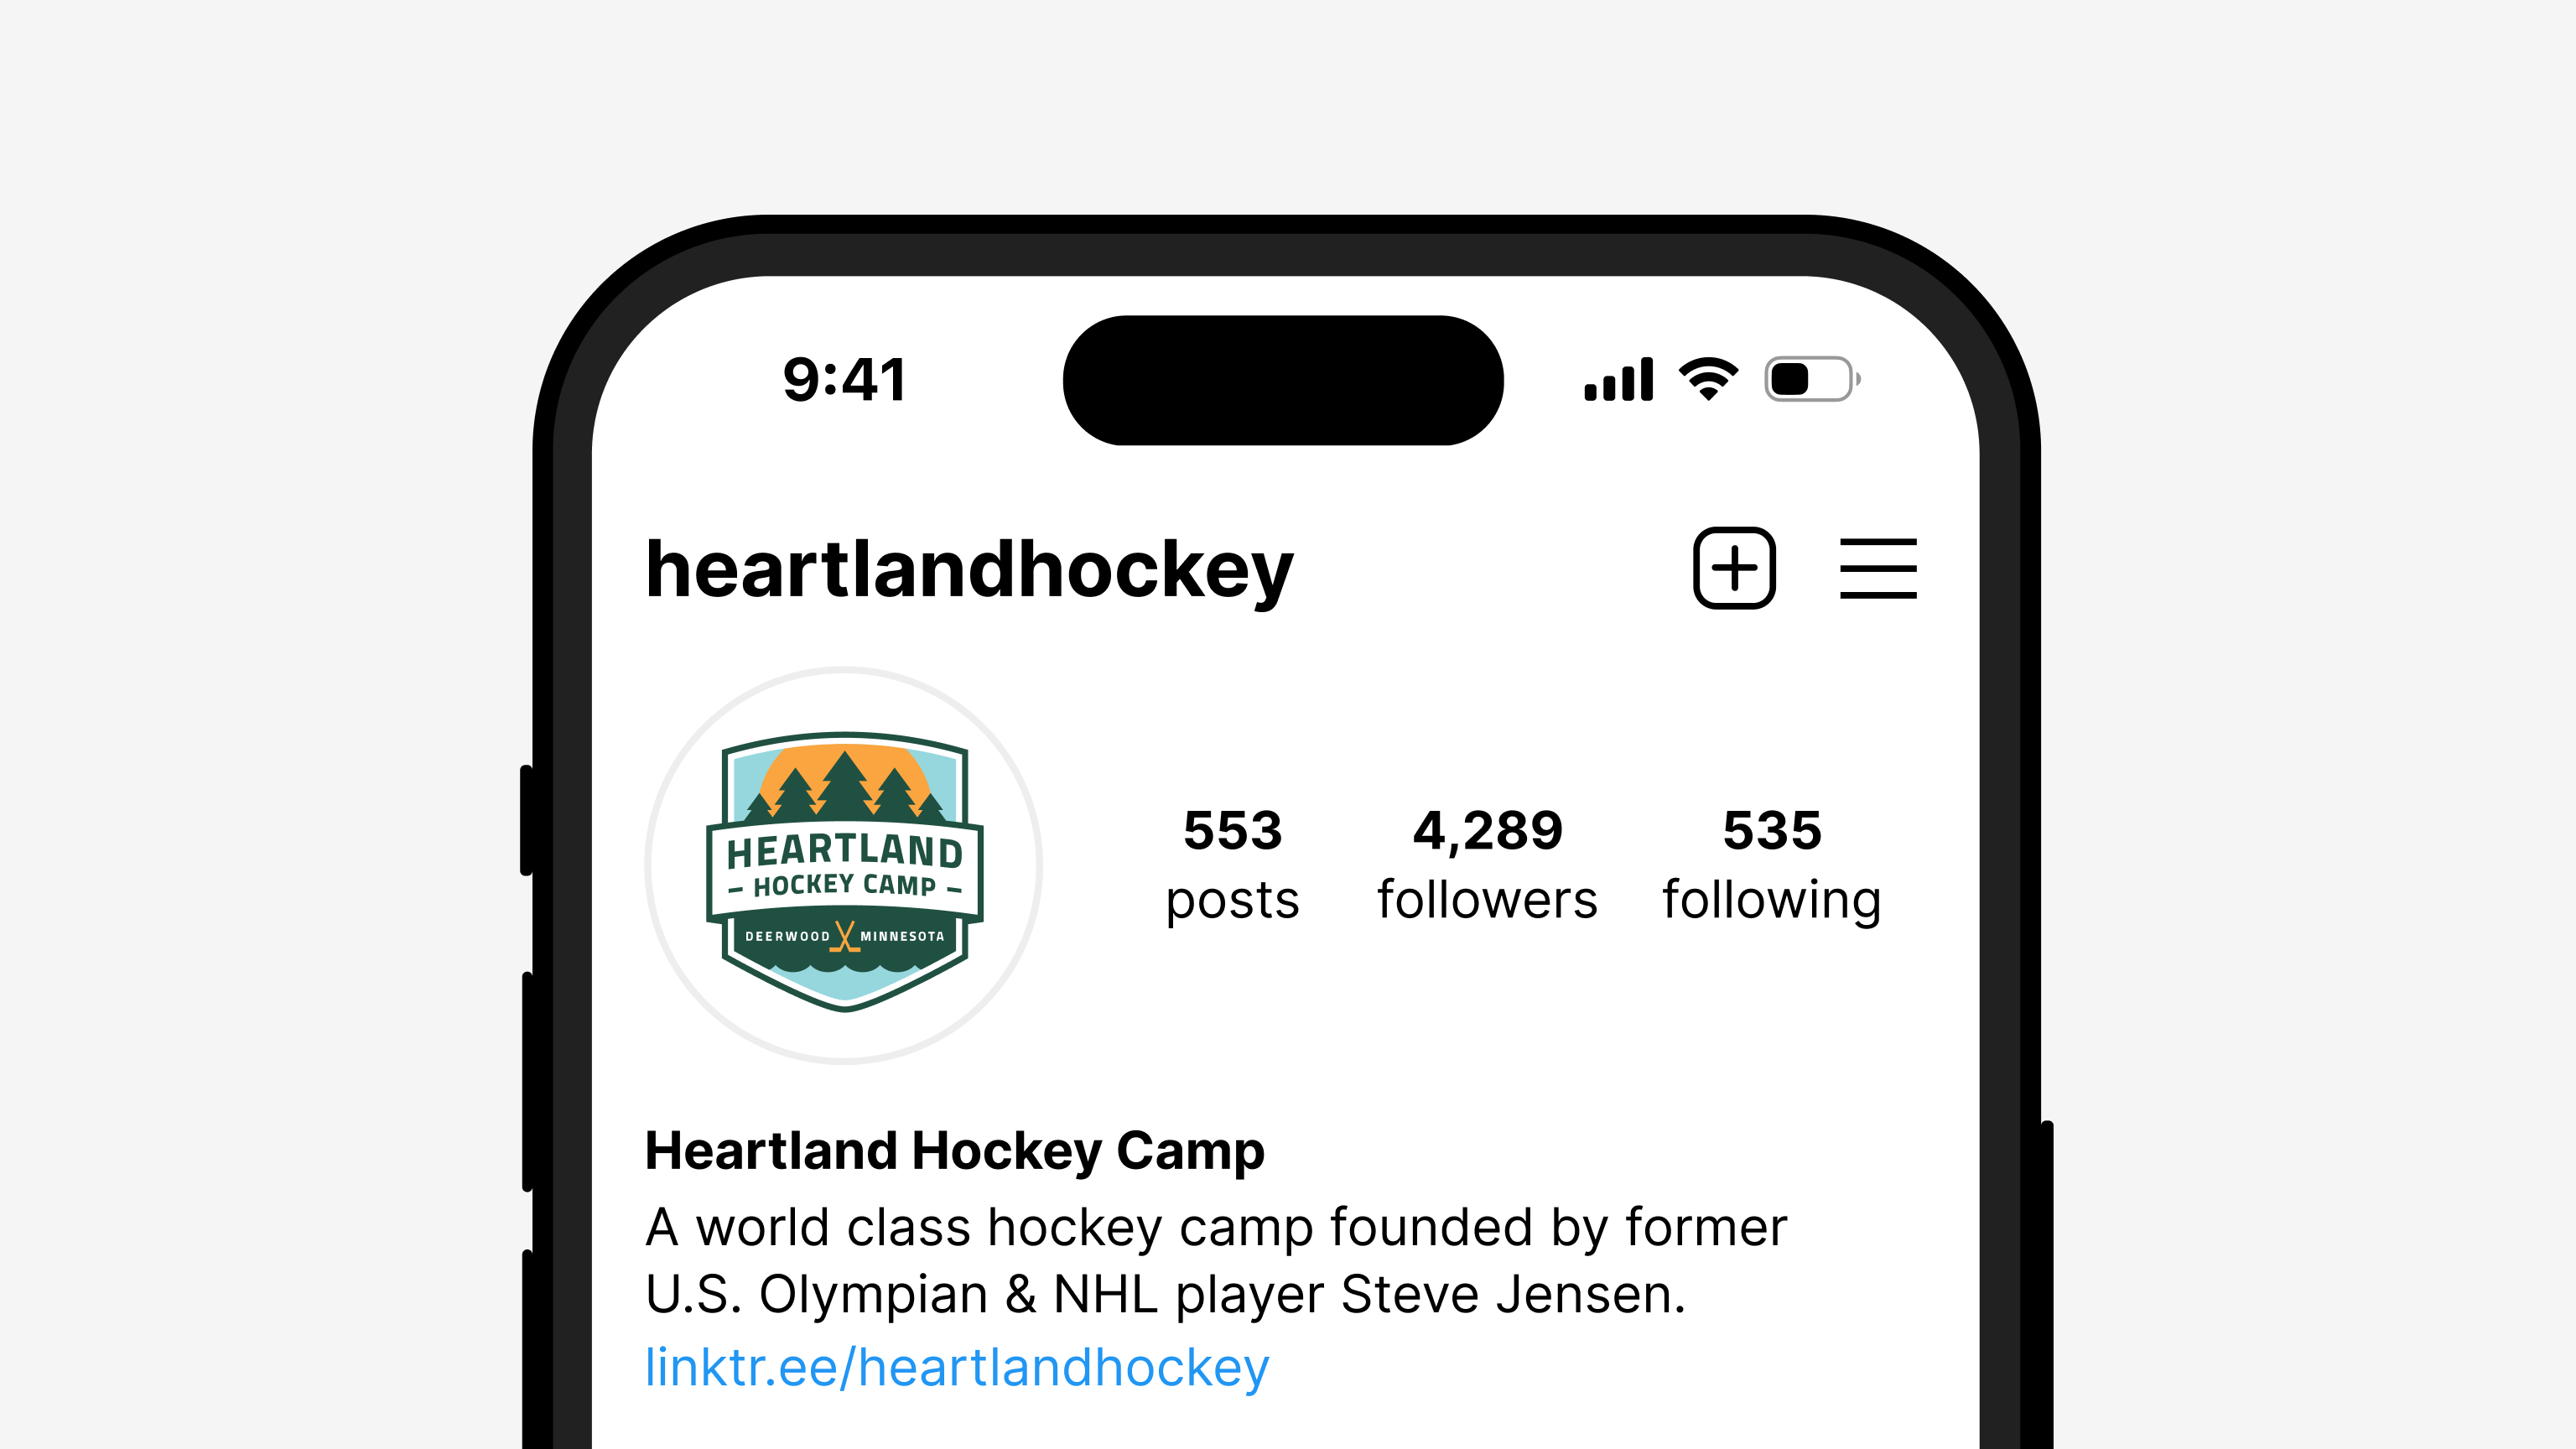 9:41
heartlandhockey
HEARTLAND
- HOCKEY CAMP -
DEERWOOD MINNESOTA
553 4,289 535
posts followers following
Heartland Hockey Camp
A world class hockey camp founded by former
U.S. Olympian & NHL player Steve Jensen.
linktr.ee/heartlandhockey